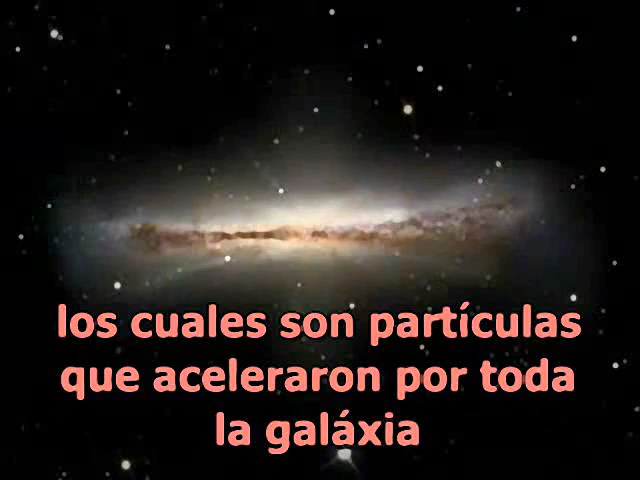 los cuales son partículas
que aceleraron por toda
la galáxia